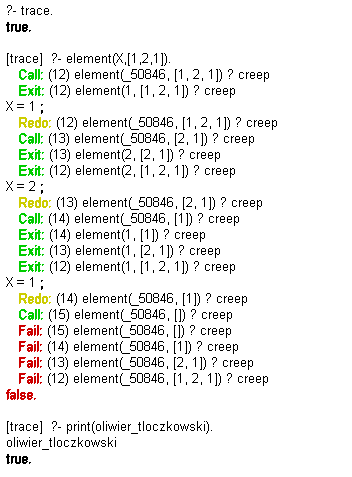 ?- trace.
true.
[trace]  ?- element(X,[1,2,1]).
Call: (12) element(_50846, [1, 2, 1]) ? creep
Exit: (12) element(1, [1, 2, 1]) ? creep
X = 1 ;
Redo: (12) element(_50846, [1, 2, 1]) ? creep
Call: (13) element(_50846, [2, 1]) ? creep
Exit: (13) element(2, [2, 1]) ? creep
Exit: (12) element(2, [1, 2, 1]) ? creep
X = 2 ;
Redo: (13) element(_50846, [2, 1]) ? creep
Call: (14) element(_50846, [1]) ? creep
Exit: (14) element(1, [1]) ? creep
Exit: (13) element(1, [2, 1]) ? creep
Exit: (12) element(1, [1, 2, 1]) ? creep
X = 1 ;
Redo: (14) element(_50846, [1]) ? creep
Call: (15) element(_50846, []) ? creep
Fail: (15) element(_50846, []) ? creep
Fail: (14) element(_50846, [1]) ? creep
Fail: (13) element(_50846, [2, 1]) ? creep
Fail: (12) element(_50846, [1, 2, 1]) ? creep
false.
[trace]  ?- print(oliwier_tloczkowski).
oliwier_tloczkowski
true.